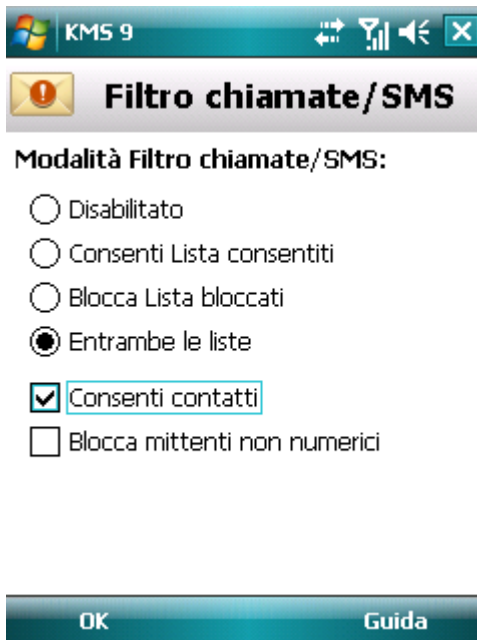 KMS 9
Filtro chiamate/SMS
Modalità Filtro chiamate/SMS:
Disabilitato
Consenti Lista consentiti
Blocca Lista bloccati
Entrambe le liste
Consenti contatti
Blocca mittenti non numerici
OK Guida